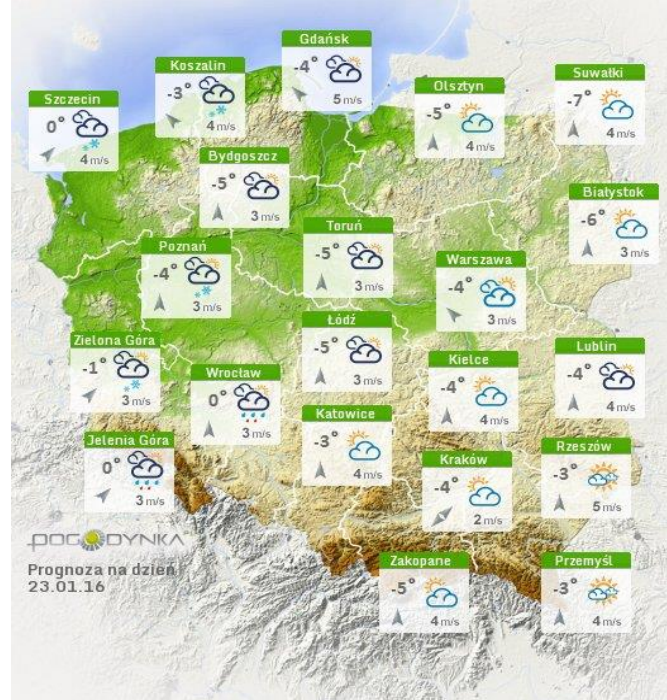 Gdańsk
-4°
5 m/s
Koszalin
-3°
4 m/s
Suwałki
-7°
4 m/s
Olsztyn
-5°
4 m/s
Szczecin
0°
4 m/s
Bydgoszcz
-5°
3 m/s
Białystok
-6°
3 m/s
Toruń
-5°
3 m/s
Poznań
-4°
3 m/s
Warszawa
-4°
3 m/s
Łódź
-5°
3 m/s
Zielona Góra
-1°
3 m/s
Lublin
-4°
4 m/s
Kielce
-4°
4 m/s
Wrocław
0°
3 m/s
Katowice
-3°
4 m/s
Jelenia Góra
0°
3 m/s
Rzeszów
-3°
5 m/s
Kraków
-4°
2 m/s
POGODYNKA
Prognoza na dzień
23.01.16
Zakopane
-5°
4 m/s
Przemyśl
-3°
4 m/s